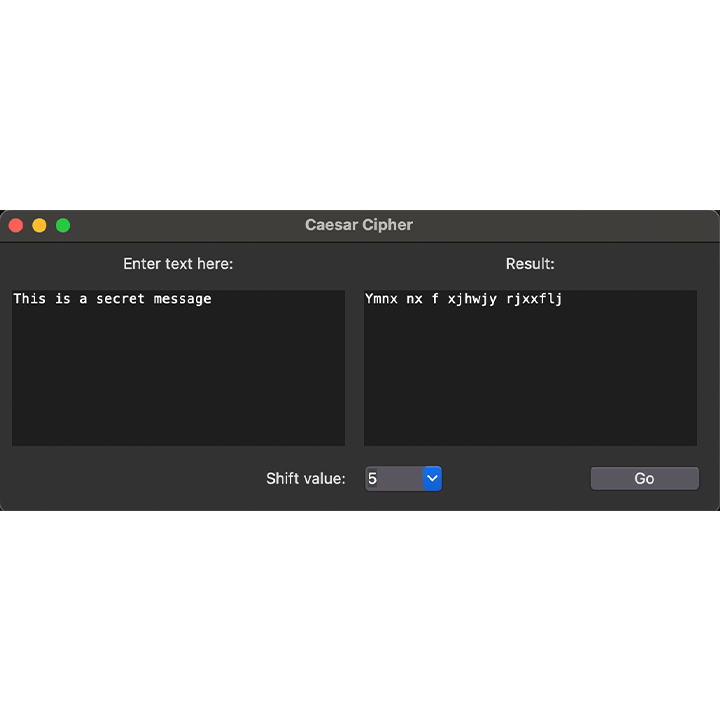 Caesar Cipher
Enter text here:
Result:
This is a secret message
Ymnx nx f xjhwjy rjxxflj
Shift value:
5
Go